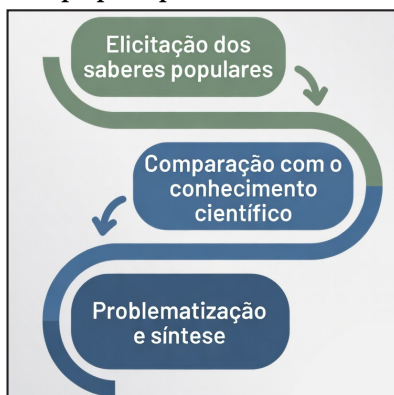 Elicitação dos
saberes populares
Comparação com o
conhecimento
científico
Problematização
e síntese